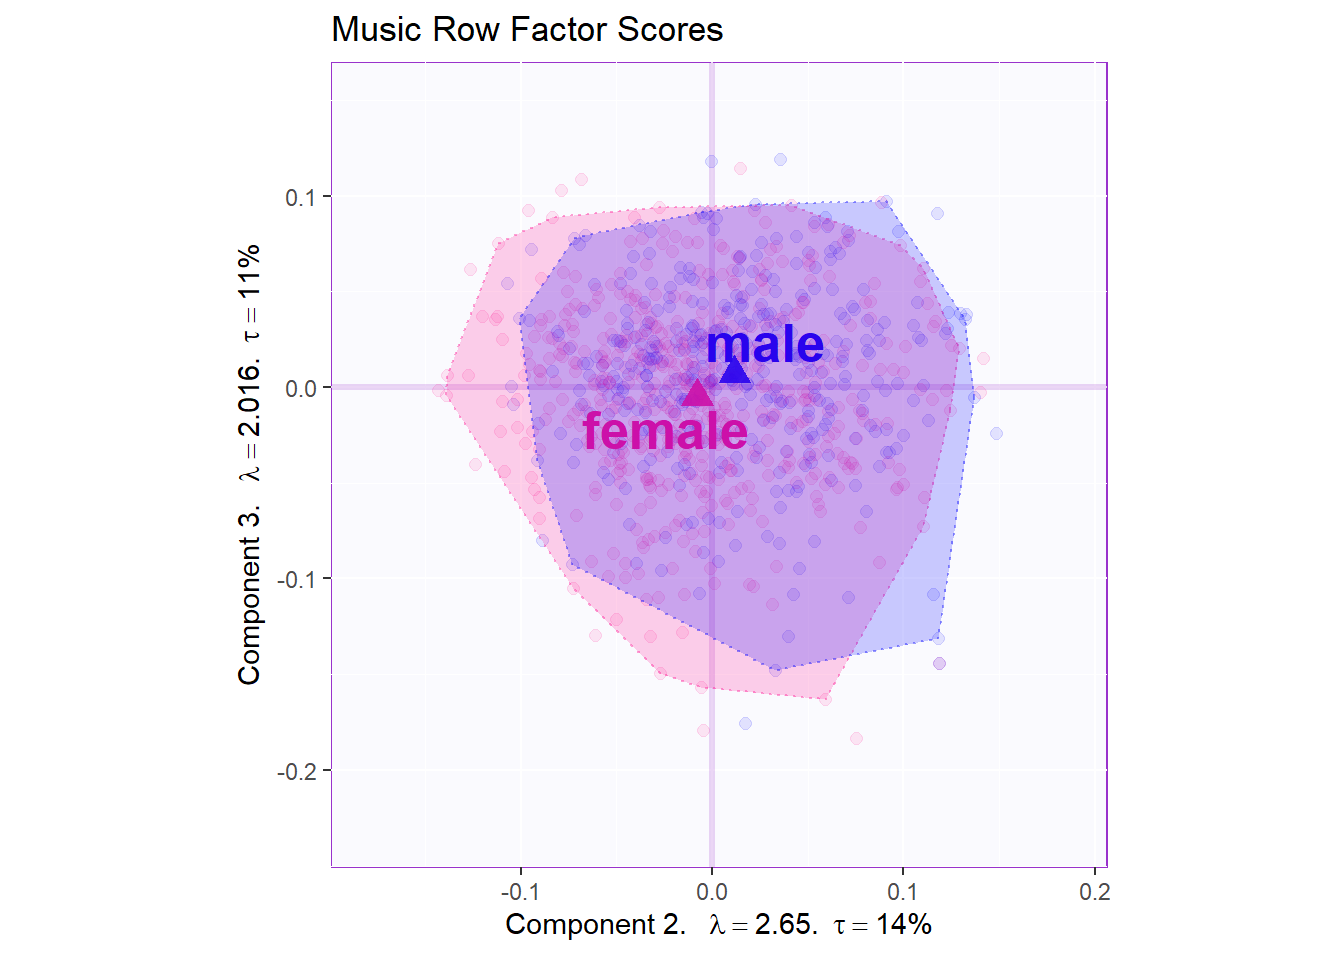 Music Row Factor Scores
Component 3. λ = 2.016. τ = 11%
0.1
0.0
-0.1
-0.2
male
female
-0.1
0.0
0.1
0.2
Component 2. λ = 2.65. τ = 14%